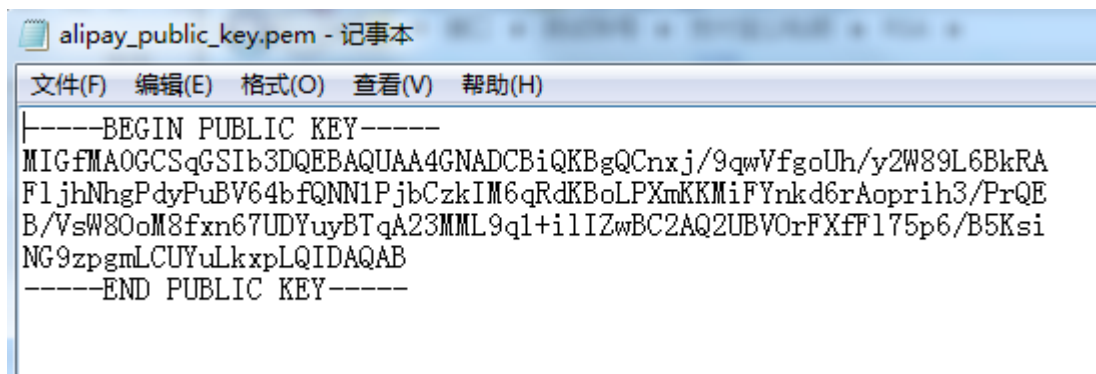 alipay_public_key.pem - 记事本
文件(F) 编辑(E) 格式(O) 查看(V) 帮助(H)
-----BEGIN PUBLIC KEY-----
MIGfMA0GCSqGSIb3DQEBAQUAA4GNADCBiQKBgQCnxj/9qwVfgoUh/y2W89L6BkRA
FljhNhgPdyPuBV64bfQNN1PjbCzkIM6qRdKBoLPXmKKMiFYnkd6rAoprih3/PrQE
B/VsW8OoM8fxn67UDYuyBTqA23MML9q1+ilIZwBC2AQ2UBVOrFXfFl75p6/B5Ksi
NG9zpgmLCUYuLkxpLQIDAQAB
-----END PUBLIC KEY-----